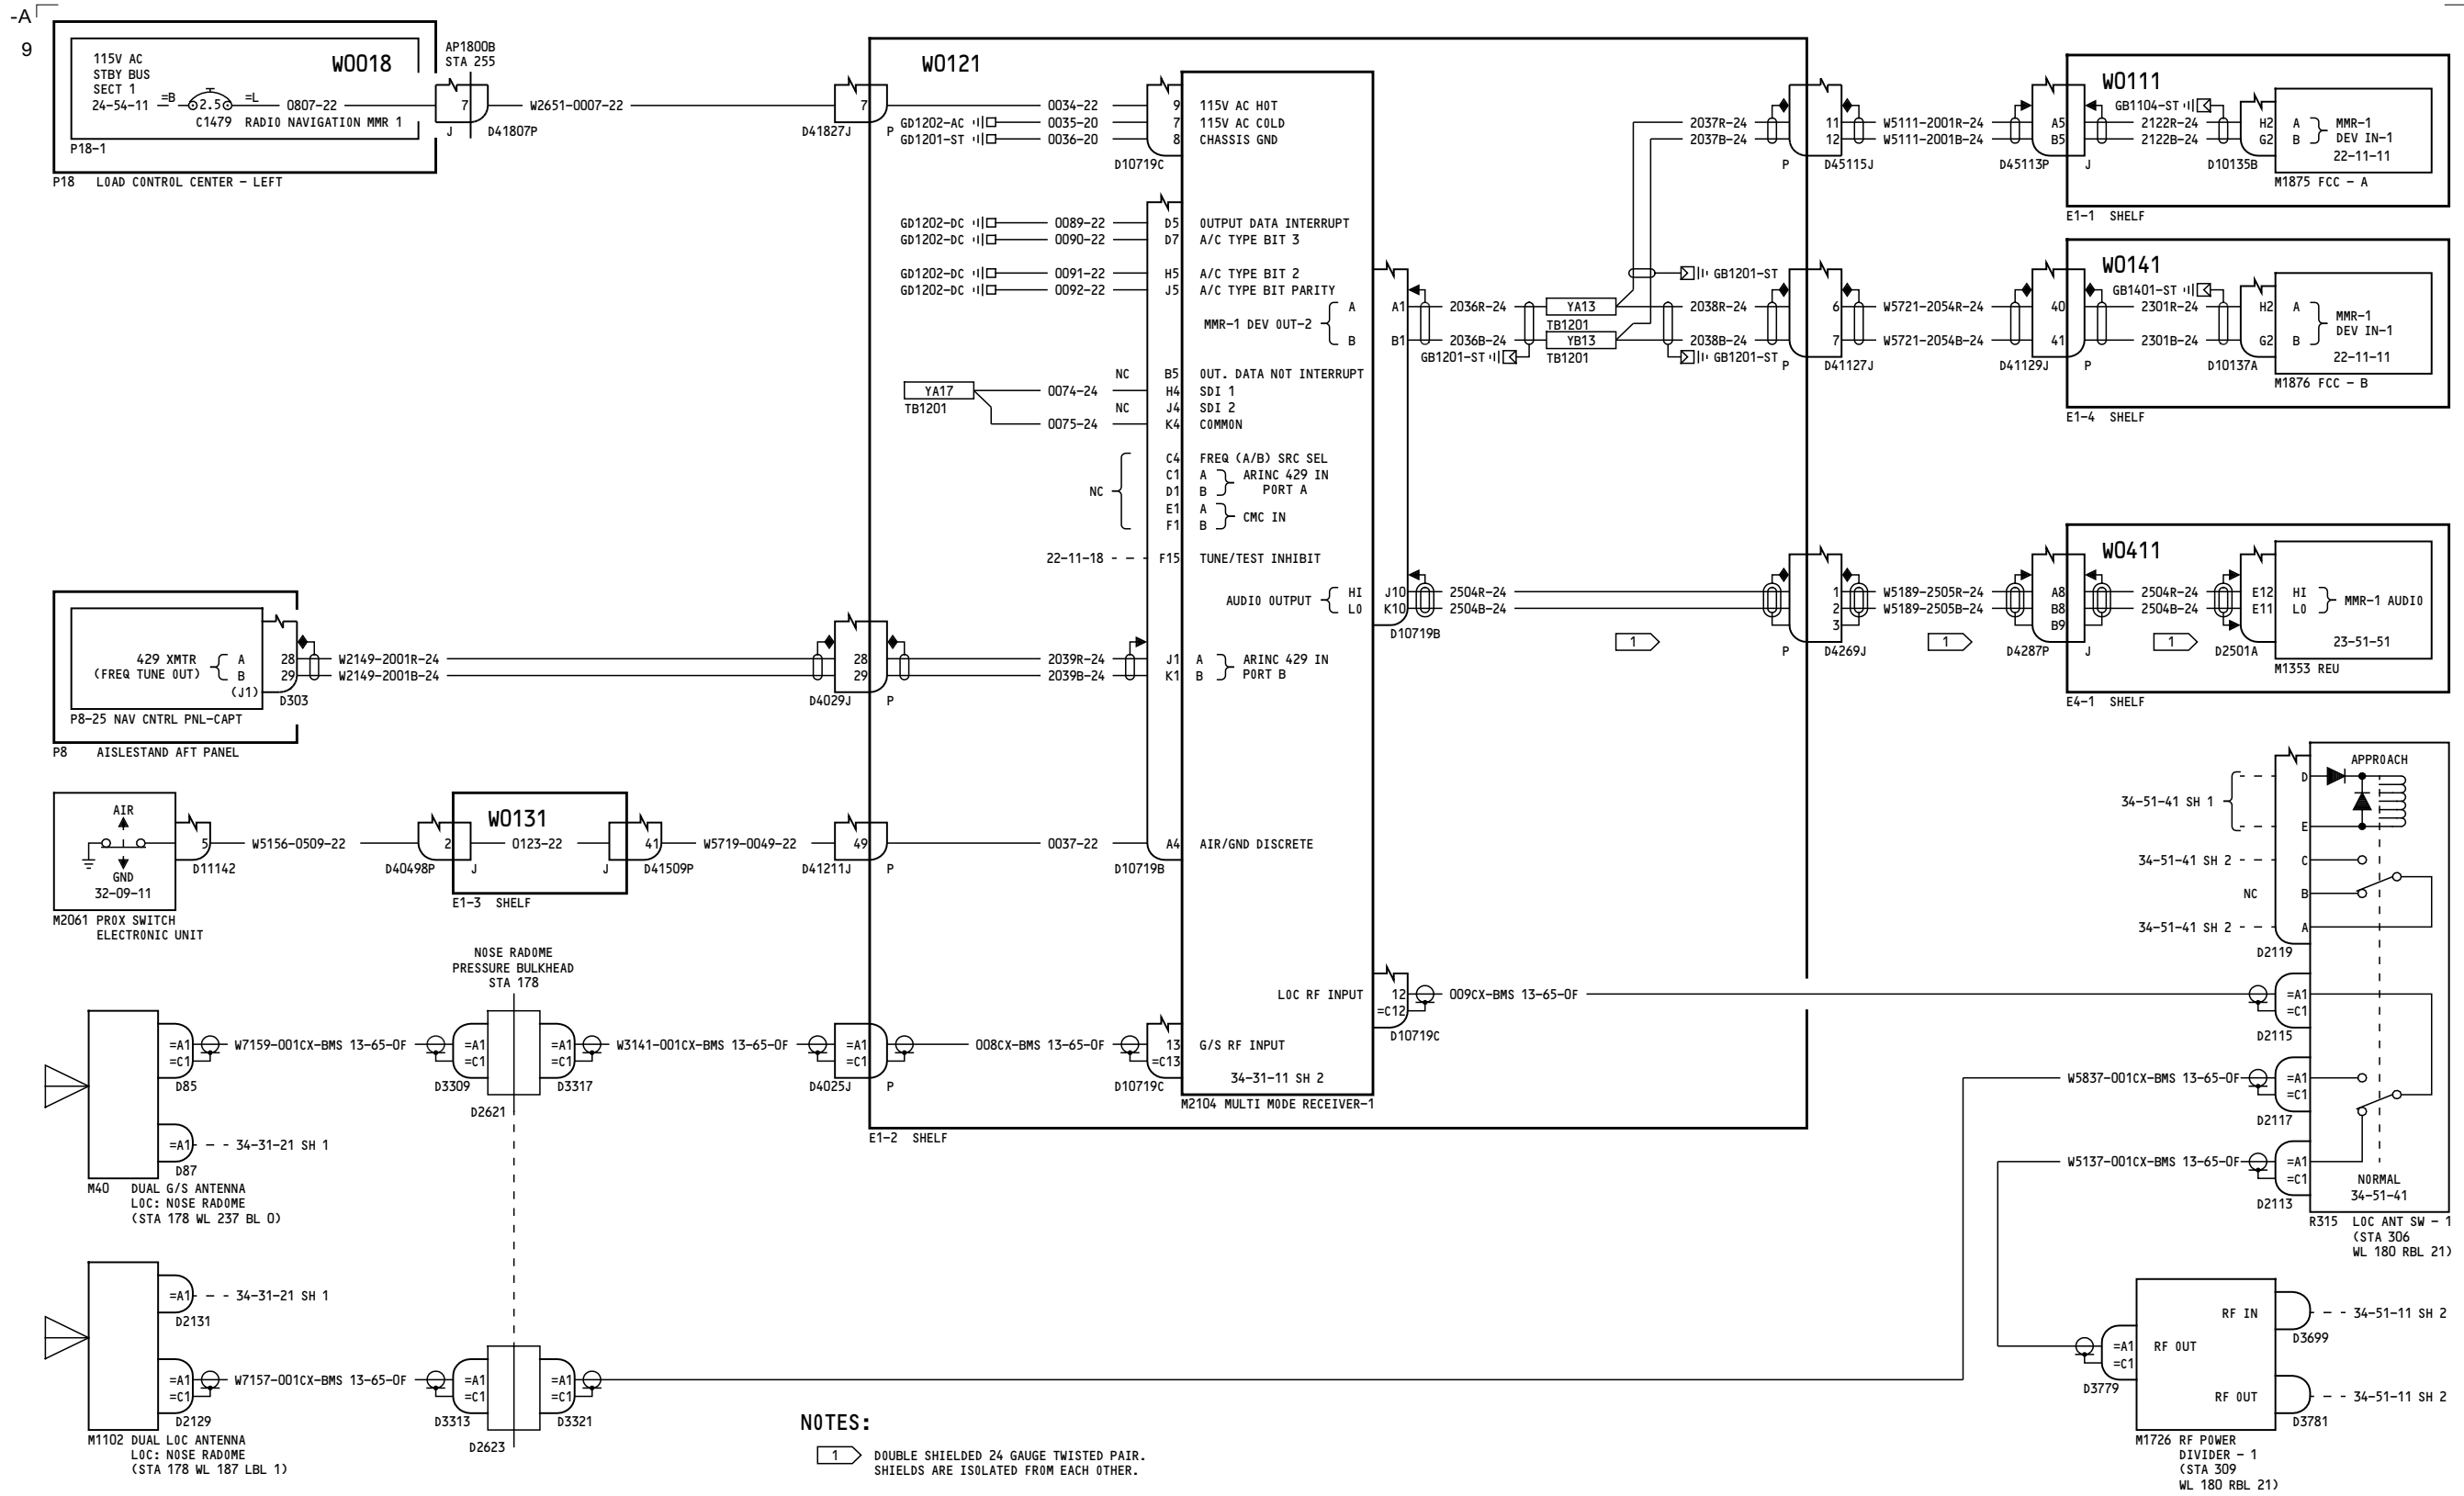 -A
9
115V AC
STBY BUS
SECT 1
24-54-11
=B
2.5
=L
0807-22
C1479 RADIO NAVIGATION MMR 1
W0018
P18-1
P18 LOAD CONTROL CENTER - LEFT
AP1800B
STA 255
7
J
D41807P
W2651-0007-22
7
D41827J
P
W0121
0034-22
9
115V AC HOT
GD1202-AC
0035-20
7
115V AC COLD
GD1201-ST
0036-20
8
CHASSIS GND
D10719C
GD1202-DC
0089-22
D5
OUTPUT DATA INTERRUPT
GD1202-DC
0090-22
D7
A/C TYPE BIT 3
GD1202-DC
0091-22
H5
A/C TYPE BIT 2
GD1202-DC
0092-22
J5
A/C TYPE BIT PARITY
MMR-1 DEV OUT-2
A
B
A1
B1
NC
B5
OUT. DATA NOT INTERRUPT
YA17
TB1201
0074-24
H4
SDI 1
NC
J4
SDI 2
0075-24
K4
COMMON
NC
C4
FREQ (A/B) SRC SEL
C1
A
D1
B
ARINC 429 IN
PORT A
E1
A
F1
B
CMC IN
22-11-18
F15
TUNE/TEST INHIBIT
AUDIO OUTPUT
HI
LO
J10
K10
D10719B
2036R-24
2036B-24
GB1201-ST
YA13
TB1201
YB13
TB1201
GB1201-ST
GB1201-ST
2037R-24
2037B-24
2038R-24
2038B-24
11
12
P
D45115J
W5111-2001R-24
W5111-2001B-24
A5
B5
D45113P
J
W0111
GB1104-ST
2122R-24
2122B-24
H2
G2
D10135B
A
B
MMR-1
DEV IN-1
22-11-11
M1875 FCC - A
E1-1 SHELF
6
7
P
D41127J
W5721-2054R-24
W5721-2054B-24
40
41
D41129J
P
W0141
GB1401-ST
2301R-24
2301B-24
H2
G2
D10137A
A
B
MMR-1
DEV IN-1
22-11-11
M1876 FCC - B
E1-4 SHELF
2504R-24
2504B-24
1
1
2
3
P
D4269J
W5189-2505R-24
W5189-2505B-24
1
A8
B8
B9
D4287P
J
W0411
2504R-24
2504B-24
1
E12
E11
D2501A
HI
LO
MMR-1 AUDIO
23-51-51
M1353 REU
E4-1 SHELF
429 XMTR
(FREQ TUNE OUT)
A
B
(J1)
28
29
D303
P8-25 NAV CNTRL PNL-CAPT
P8 AISLESTAND AFT PANEL
W2149-2001R-24
W2149-2001B-24
28
29
D4029J
P
2039R-24
2039B-24
J1
K1
A
B
ARINC 429 IN
PORT B
AIR
GND
32-09-11
5
D11142
M2061 PROX SWITCH
ELECTRONIC UNIT
W5156-0509-22
2
D40498P
J
W0131
0123-22
41
J
D41509P
E1-3 SHELF
W5719-0049-22
49
D41211J
P
0037-22
A4
AIR/GND DISCRETE
D10719B
34-51-41 SH 1
D
E
APPROACH
34-51-41 SH 2
C
NC
B
34-51-41 SH 2
A
D2119
LOC RF INPUT
12
=C12
D10719C
009CX-BMS 13-65-0F
=A1
=C1
D2115
W5837-001CX-BMS 13-65-0F
=A1
=C1
D2117
W5137-001CX-BMS 13-65-0F
=A1
=C1
D2113
NORMAL
34-51-41
R315 LOC ANT SW - 1
(STA 306
WL 180 RBL 21)
NOSE RADOME
PRESSURE BULKHEAD
STA 178
=A1
=C1
D85
W7159-001CX-BMS 13-65-0F
=A1
=C1
D3309
=A1
=C1
D3317
D2621
W3141-001CX-BMS 13-65-0F
=A1
=C1
D4025J
P
008CX-BMS 13-65-0F
13
=C13
D10719C
G/S RF INPUT
34-31-11 SH 2
M2104 MULTI MODE RECEIVER-1
E1-2 SHELF
=A1
34-31-21 SH 1
D87
M40 DUAL G/S ANTENNA
LOC: NOSE RADOME
(STA 178 WL 237 BL 0)
=A1
34-31-21 SH 1
D2131
=A1
=C1
D2129
W7157-001CX-BMS 13-65-0F
=A1
=C1
D3313
=A1
=C1
D3321
D2623
M1102 DUAL LOC ANTENNA
LOC: NOSE RADOME
(STA 178 WL 187 LBL 1)
=A1
=C1
D3779
RF OUT
RF IN
D3699
34-51-11 SH 2
RF OUT
D3781
34-51-11 SH 2
M1726 RF POWER
DIVIDER - 1
(STA 309
WL 180 RBL 21)
NOTES:
1 DOUBLE SHIELDED 24 GAUGE TWISTED PAIR.
SHIELDS ARE ISOLATED FROM EACH OTHER.